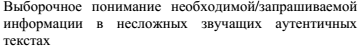 Выборочное понимание необходимой/запрашиваемой
информации в несложных звучащих аутентичных
текстах